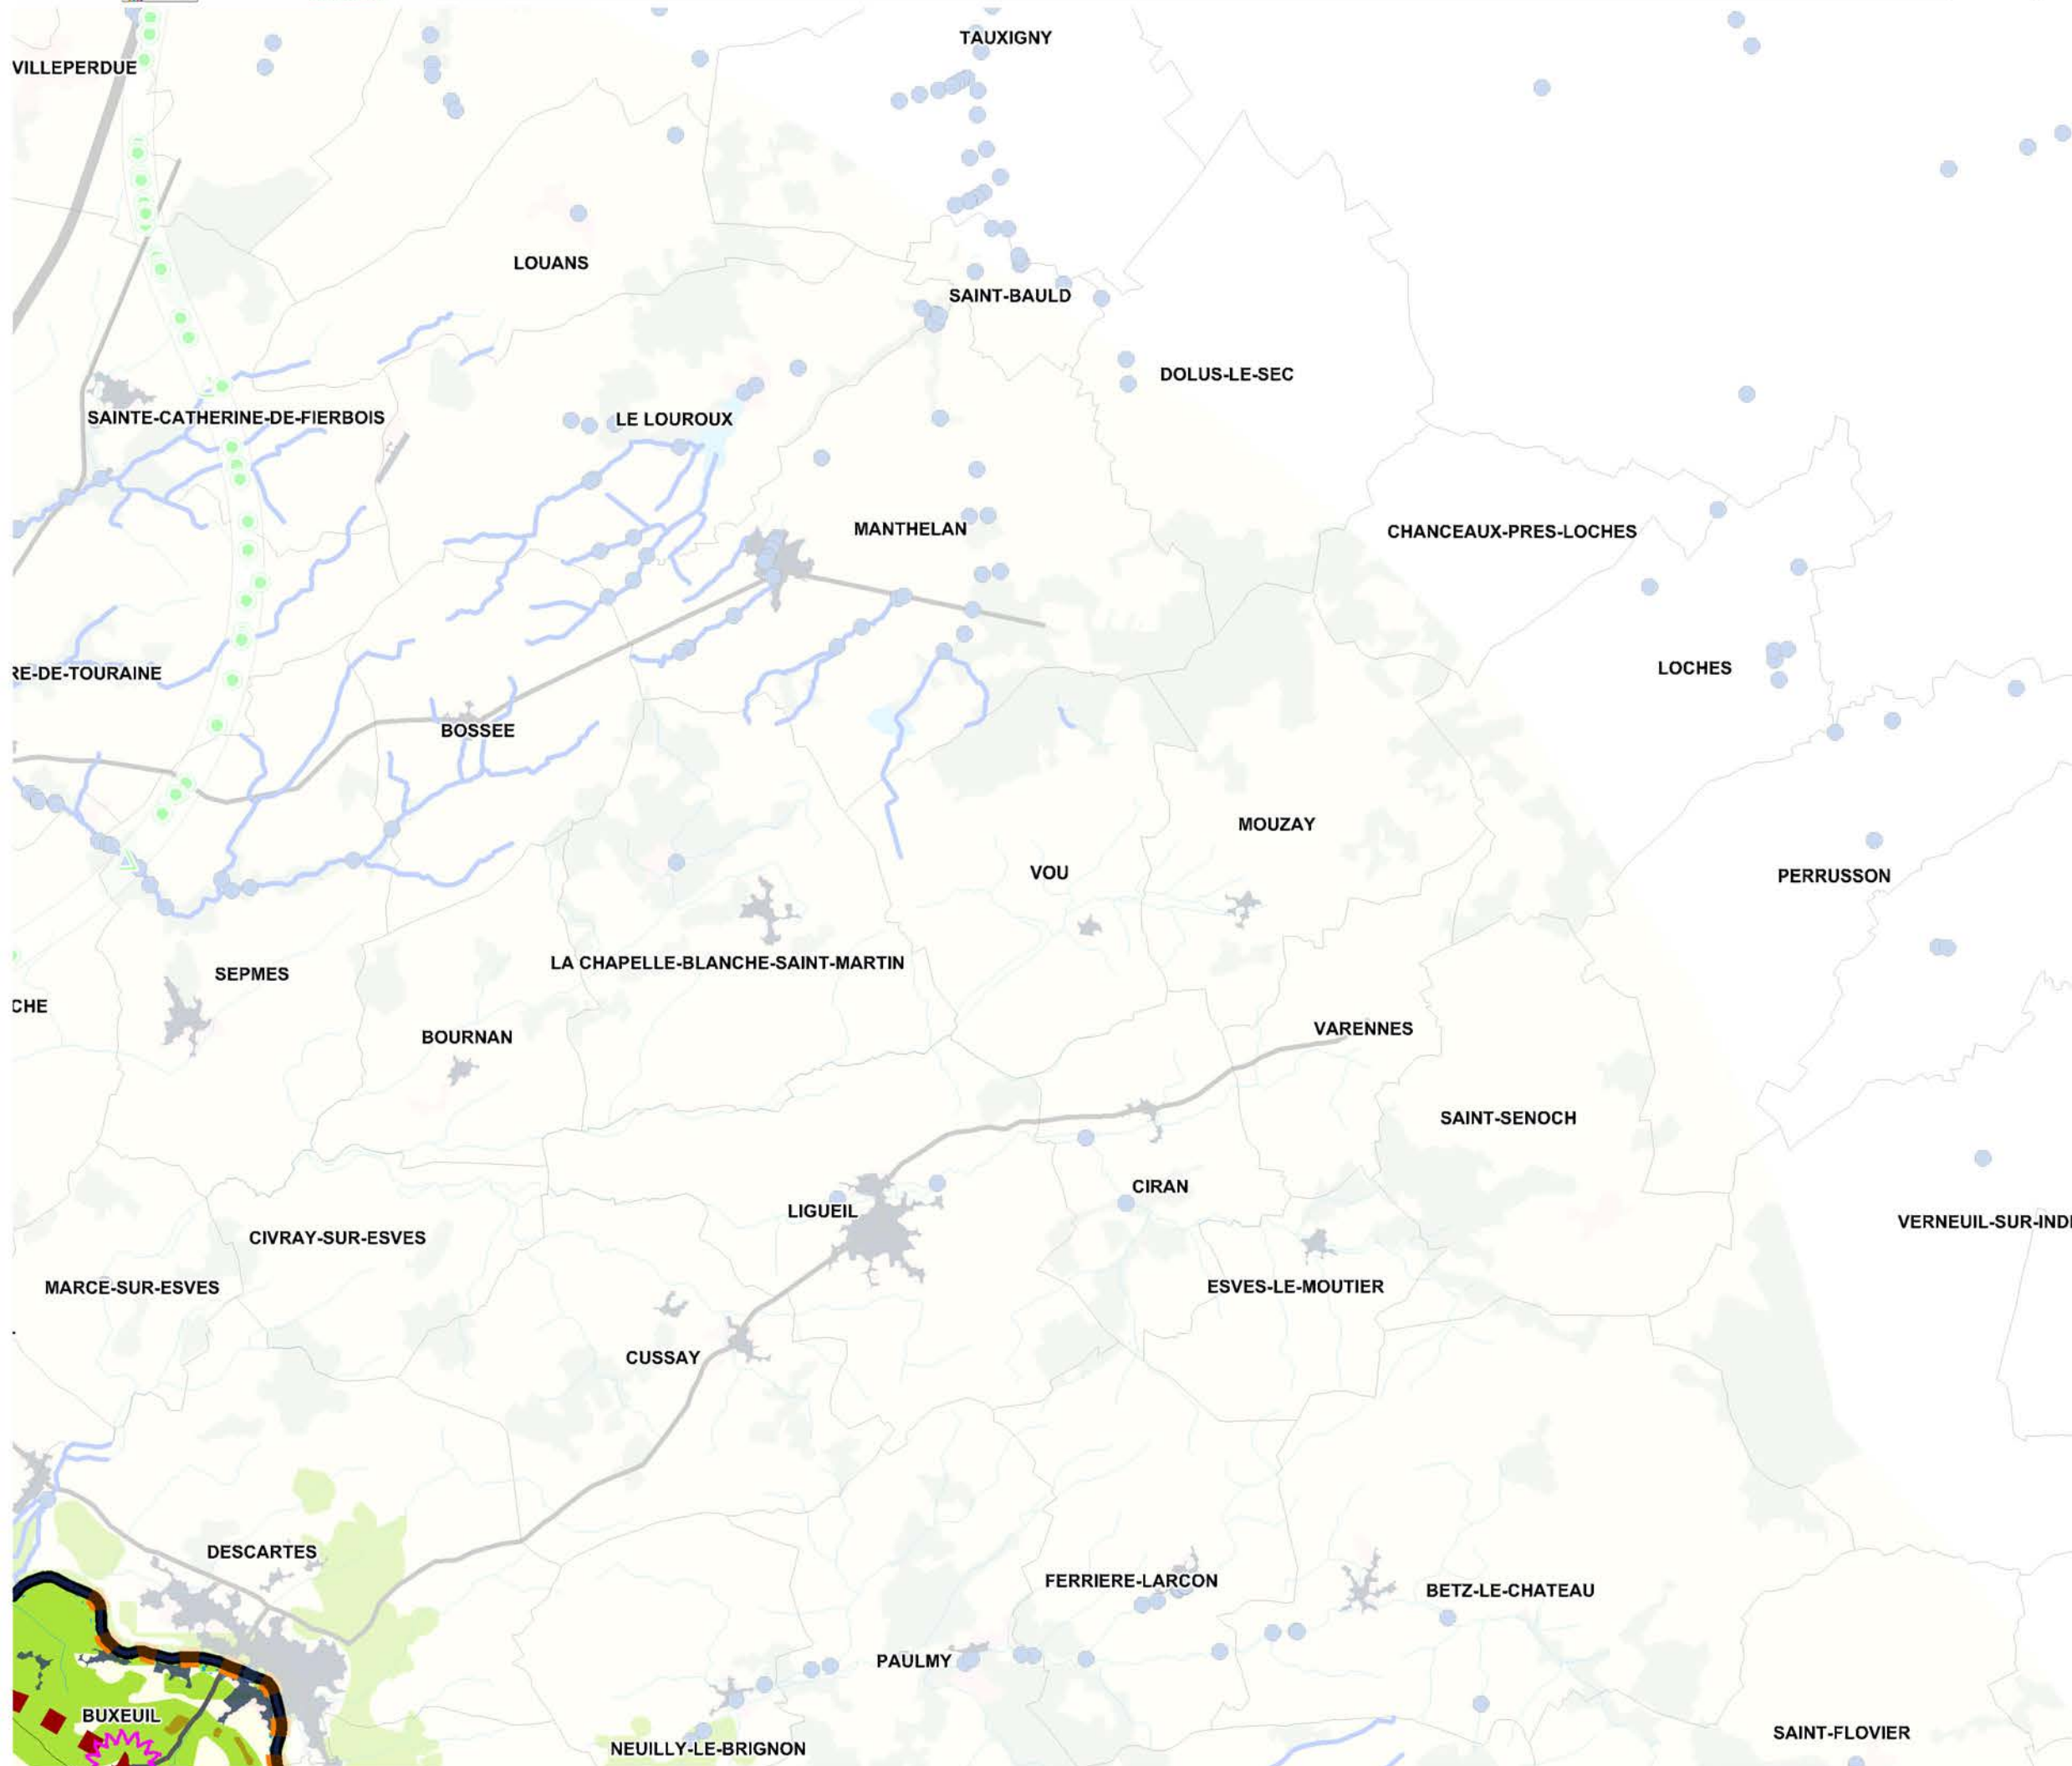 TAUXIGNY
VILLEPERDUE
LOUANS
SAINT-BAULD
DOLUS-LE-SEC
SAINTE-CATHERINE-DE-FIERBOIS
LE LOUROUX
MANTHELAN
CHANCEAUX-PRES-LOCHES
LOCHES
RE-DE-TOURAINE
BOSSEE
MOUZAY
VOU
PERRUSSON
LA CHAPELLE-BLANCHE-SAINT-MARTIN
SEPMES
CHE
VARENNES
BOURNAN
SAINT-SENOCH
CIRAN
LIGUEIL
VERNEUIL-SUR-INDI
CIVRAY-SUR-ESVES
MARCE-SUR-ESVES
ESVES-LE-MOUTIER
CUSSAY
DESCARTES
FERRIERE-LARCON
BETZ-LE-CHATEAU
PAULMY
BUXEUIL
SAINT-FLOVIER
NEUILLY-LE-BRIGNON